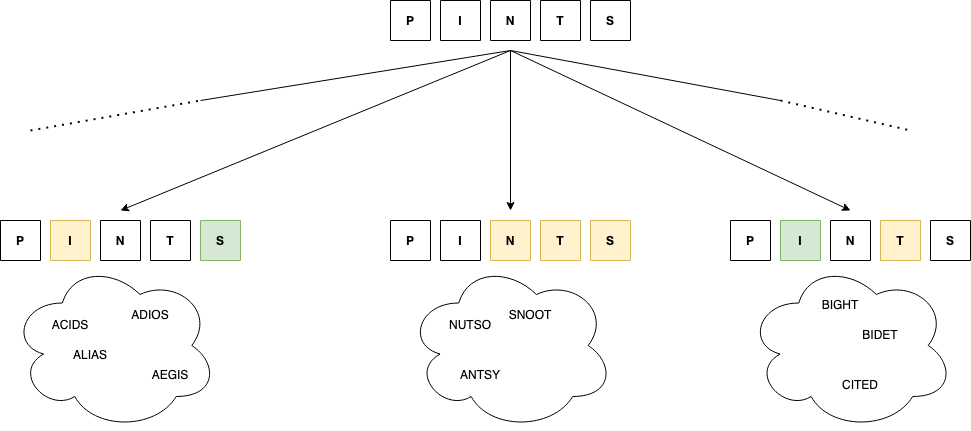 P I N T S
P I N T S
P I N T S
P I N T S
ACIDS
ADIOS
ALIAS
AEGIS
NUTSO
SNOOT
ANTSY
BIGHT
BIDET
CITED